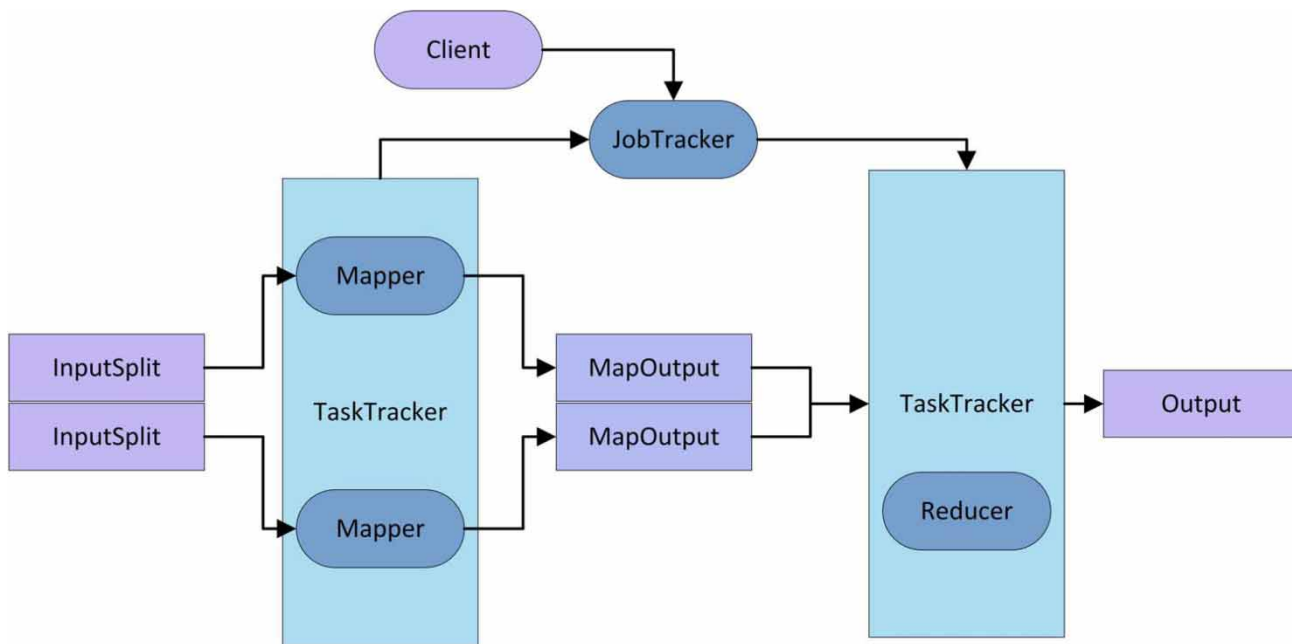 Client
JobTracker
Mapper
InputSplit
MapOutput
TaskTracker
TaskTracker
Output
InputSplit
MapOutput
Mapper
Reducer